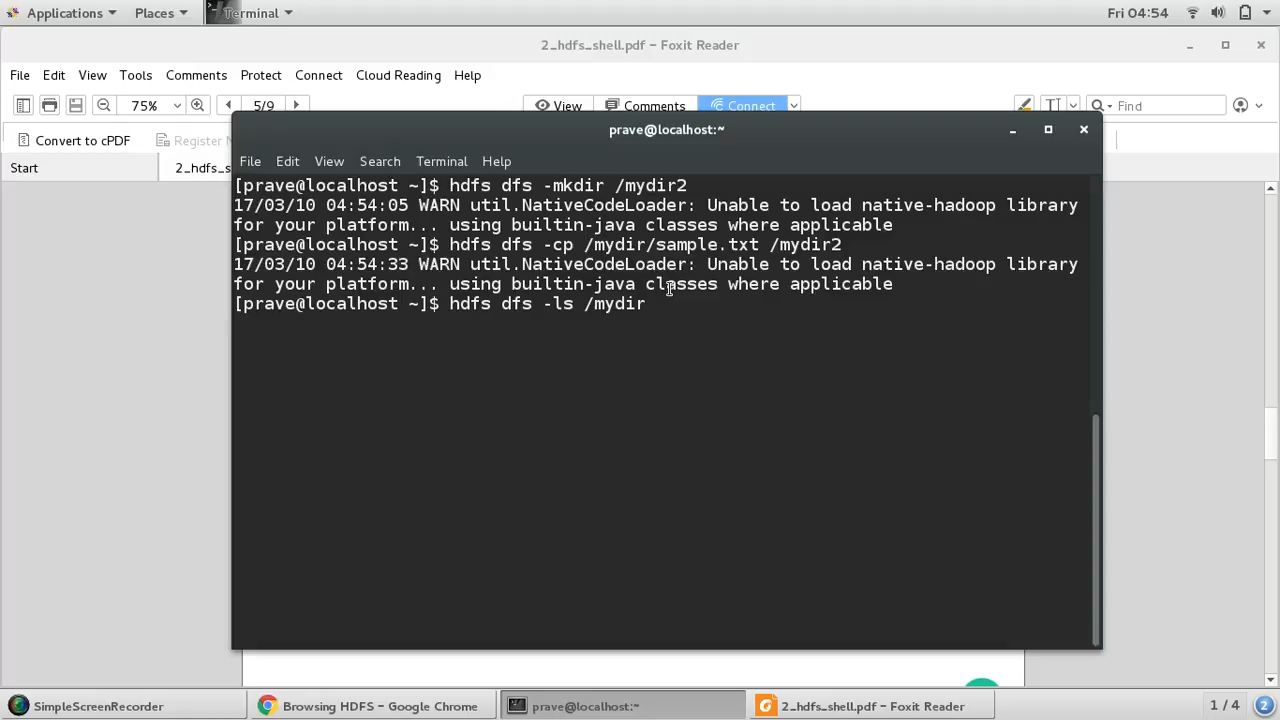 Applications Places Terminal Fri 04:54
2_hdfs_shell.pdf - Foxit Reader
File Edit View Tools Comments Protect Connect Cloud Reading Help
75% 5/9 View Comments Connect Find
Convert to cPDF Register
Start 2_hdfs_s
prave@localhost:~
File Edit View Search Terminal Help
[prave@localhost ~]$ hdfs dfs -mkdir /mydir2
17/03/10 04:54:05 WARN util.NativeCodeLoader: Unable to load native-hadoop library
for your platform... using builtin-java classes where applicable
[prave@localhost ~]$ hdfs dfs -cp /mydir/sample.txt /mydir2
17/03/10 04:54:33 WARN util.NativeCodeLoader: Unable to load native-hadoop library
for your platform... using builtin-java classes where applicable
[prave@localhost ~]$ hdfs dfs -ls /mydir
SimpleScreenRecorder Browsing HDFS - Google Chrome prave@localhost:~ 2_hdfs_shell.pdf - Foxit Reader 1 / 4 2